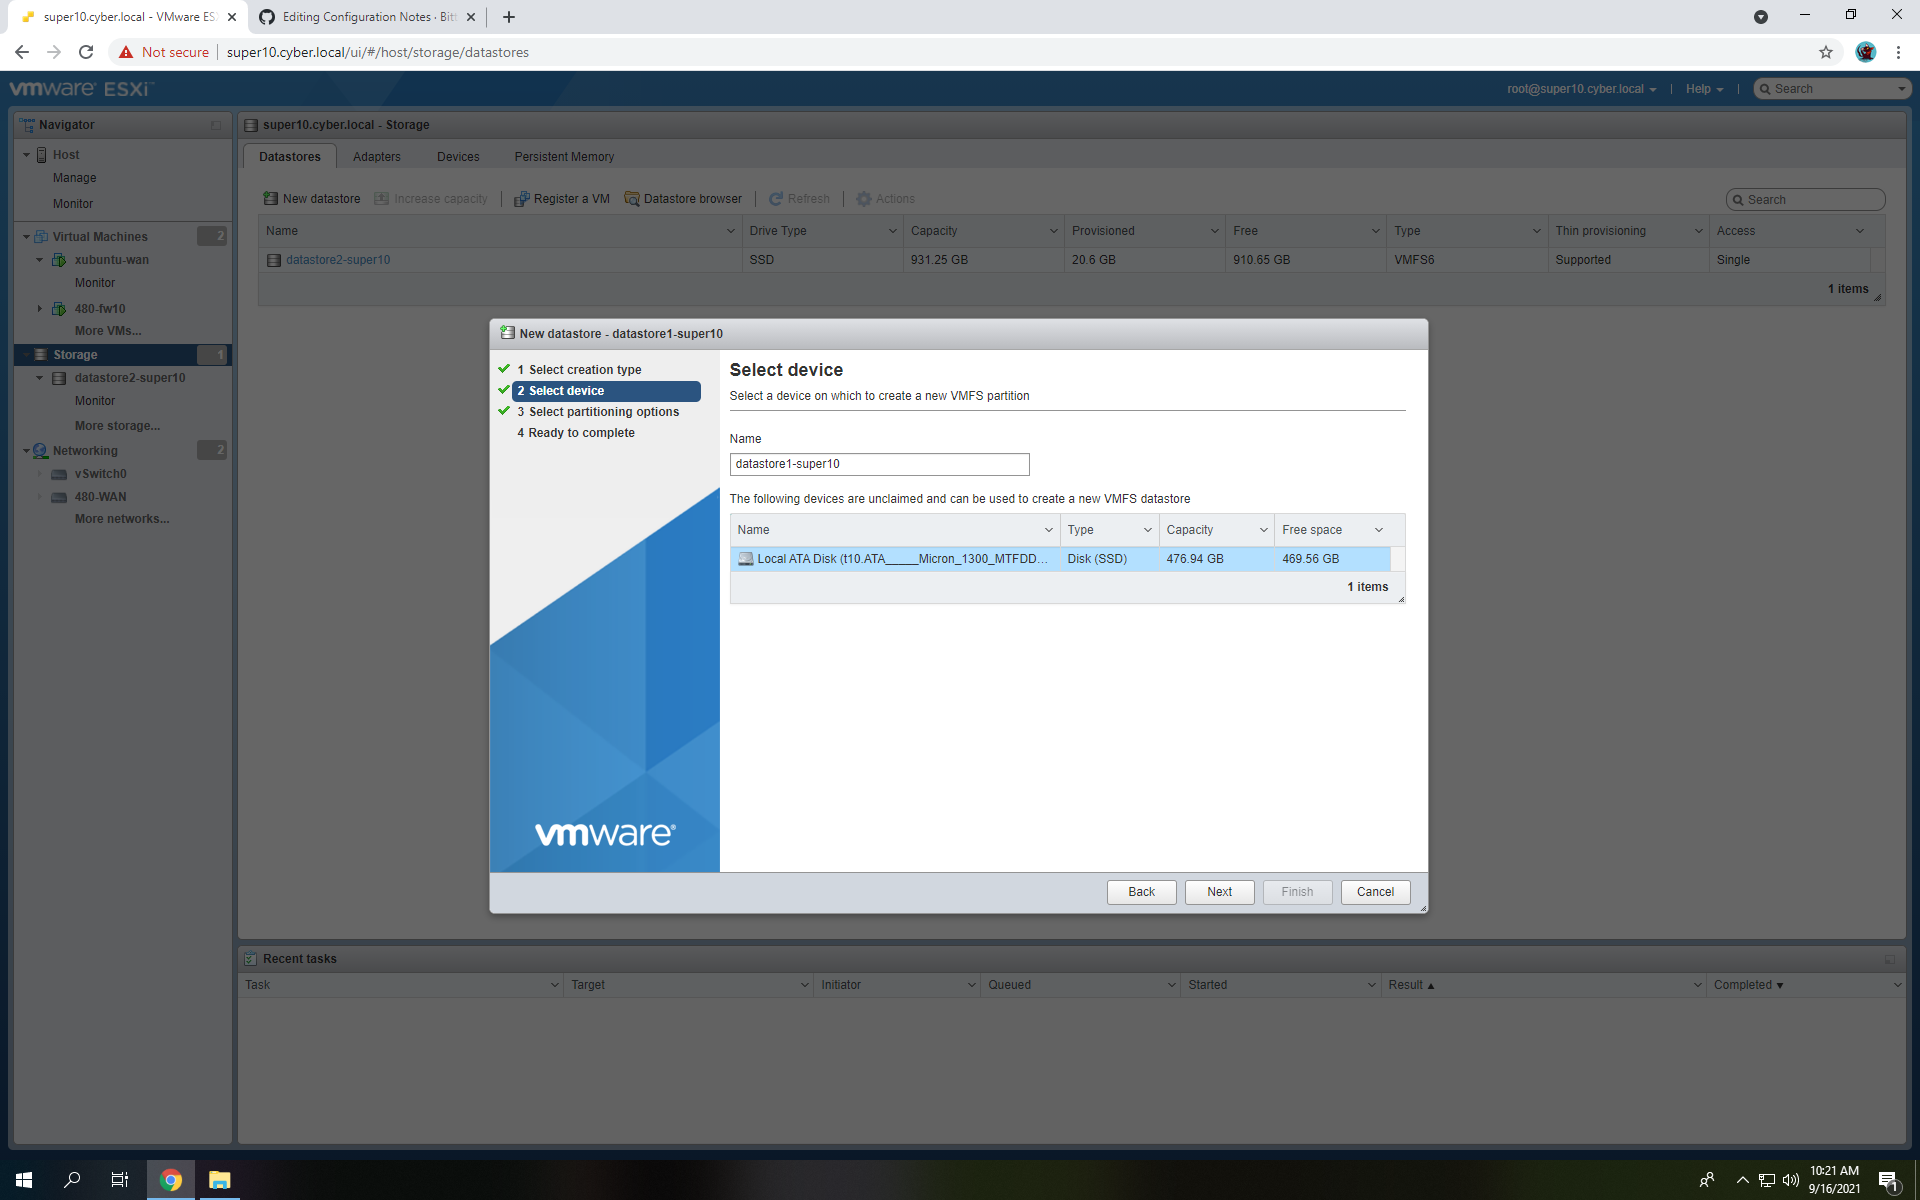 super10.cyber.local - VMware ES
Editing Configuration Notes · Bitt
Not secure
super10.cyber.local/ui/#/host/storage/datastores
vmware ESXi
root@super10.cyber.local
Help
Search
Navigator
super10.cyber.local - Storage
Host
Manage
Monitor
Virtual Machines 2
xubuntu-wan
Monitor
480-fw10
More VMs...
Storage 1
datastore2-super10
Monitor
More storage...
Networking 2
vSwitch0
480-WAN
More networks...
Datastores Adapters Devices Persistent Memory
New datastore Increase capacity Register a VM Datastore browser Refresh Actions Search
Name Drive Type Capacity Provisioned Free Type Thin provisioning Access
datastore2-super10 SSD 931.25 GB 20.6 GB 910.65 GB VMFS6 Supported Single
1 items
New datastore - datastore1-super10
1 Select creation type
2 Select device
3 Select partitioning options
4 Ready to complete
vmware
Select device
Select a device on which to create a new VMFS partition
Name
datastore1-super10
The following devices are unclaimed and can be used to create a new VMFS datastore
Name Type Capacity Free space
Local ATA Disk (t10.ATA_____Micron_1300_MTFDD... Disk (SSD) 476.94 GB 469.56 GB
1 items
Back Next Finish Cancel
Recent tasks
Task Target Initiator Queued Started Result ▲ Completed ▼
10:21 AM
9/16/2021
1